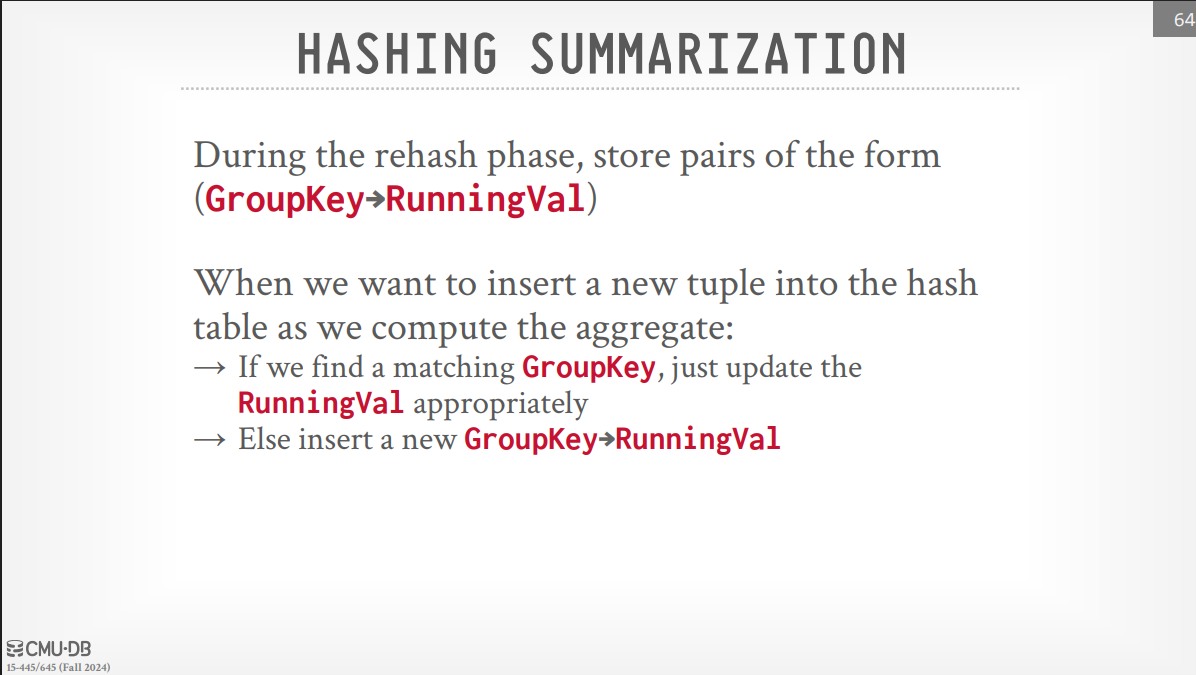 64
HASHING SUMMARIZATION
During the rehash phase, store pairs of the form
(GroupKey→RunningVal)
When we want to insert a new tuple into the hash
table as we compute the aggregate:
→ If we find a matching GroupKey, just update the
RunningVal appropriately
→ Else insert a new GroupKey→RunningVal
CMU·DB
15-445/645 (Fall 2024)